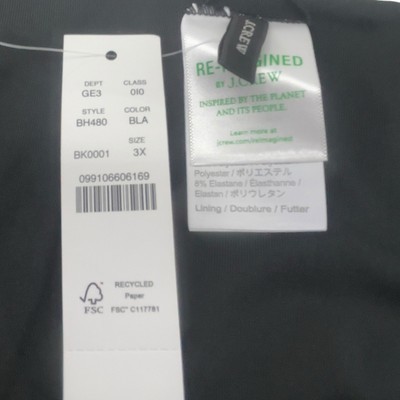 DEPT CLASS
GE3 0I0
STYLE COLOR
BH480 BLA
SIZE
BK0001 3X
099106606169
RECYCLED
Paper
FSC FSC® C117781
J.CREW
RE-IMAGINED
BY J.CREW
INSPIRED BY THE PLANET
AND ITS PEOPLE.
Learn more at
jcrew.com/reimagined
Polyester / ポリエステル
8% Elastane / Elasthanne /
Elastan / ポリウレタン
Lining / Doublure / Futter